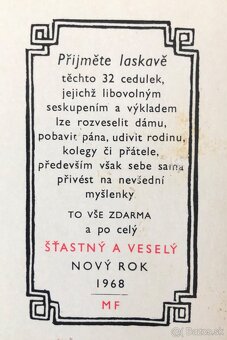 Přijměte laskavě
těchto 32 cedulek,
jejichž libovolným
seskupením a výkladem
lze rozveselit dámu,
pobavit pána, udivit rodinu,
kolegy či přátele,
především však sebe sama
přivést na nevšední
myšlenky
TO VŠE ZDARMA
a po celý
ŠŤASTNÝ A VESELÝ
NOVÝ ROK
1968
MF
bazos.sk